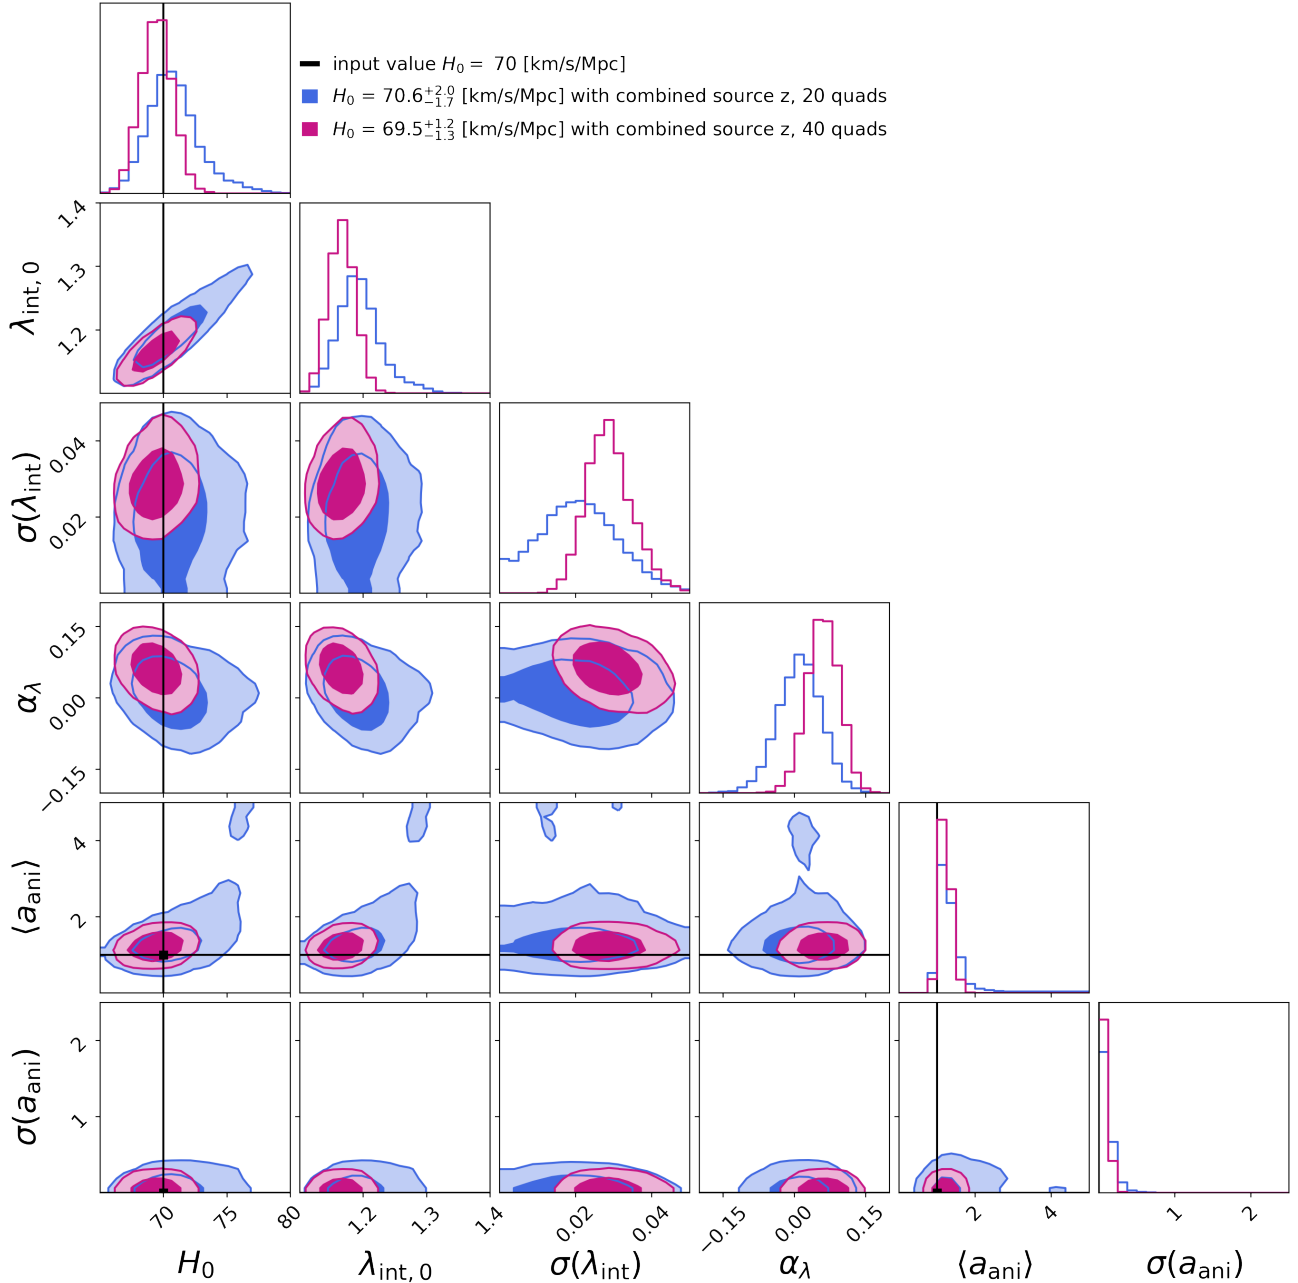 input value H₀ = 70 [km/s/Mpc]
H₀ = 70.6⁺²·⁰₋₁.₇ [km/s/Mpc] with combined source z, 20 quads
H₀ = 69.5⁺¹·²₋₁.₃ [km/s/Mpc] with combined source z, 40 quads
1.4
1.3
1.2
λint, 0
0.04
0.02
σ(λint)
0.15
0.00
−0.15
αλ
4
2
⟨aani⟩
2
1
σ(aani)
70 75 80 1.2 1.3 1.4 0.02 0.04 −0.15 0.00 0.15 2 4 1 2
H₀ λint, 0 σ(λint) αλ ⟨aani⟩ σ(aani)